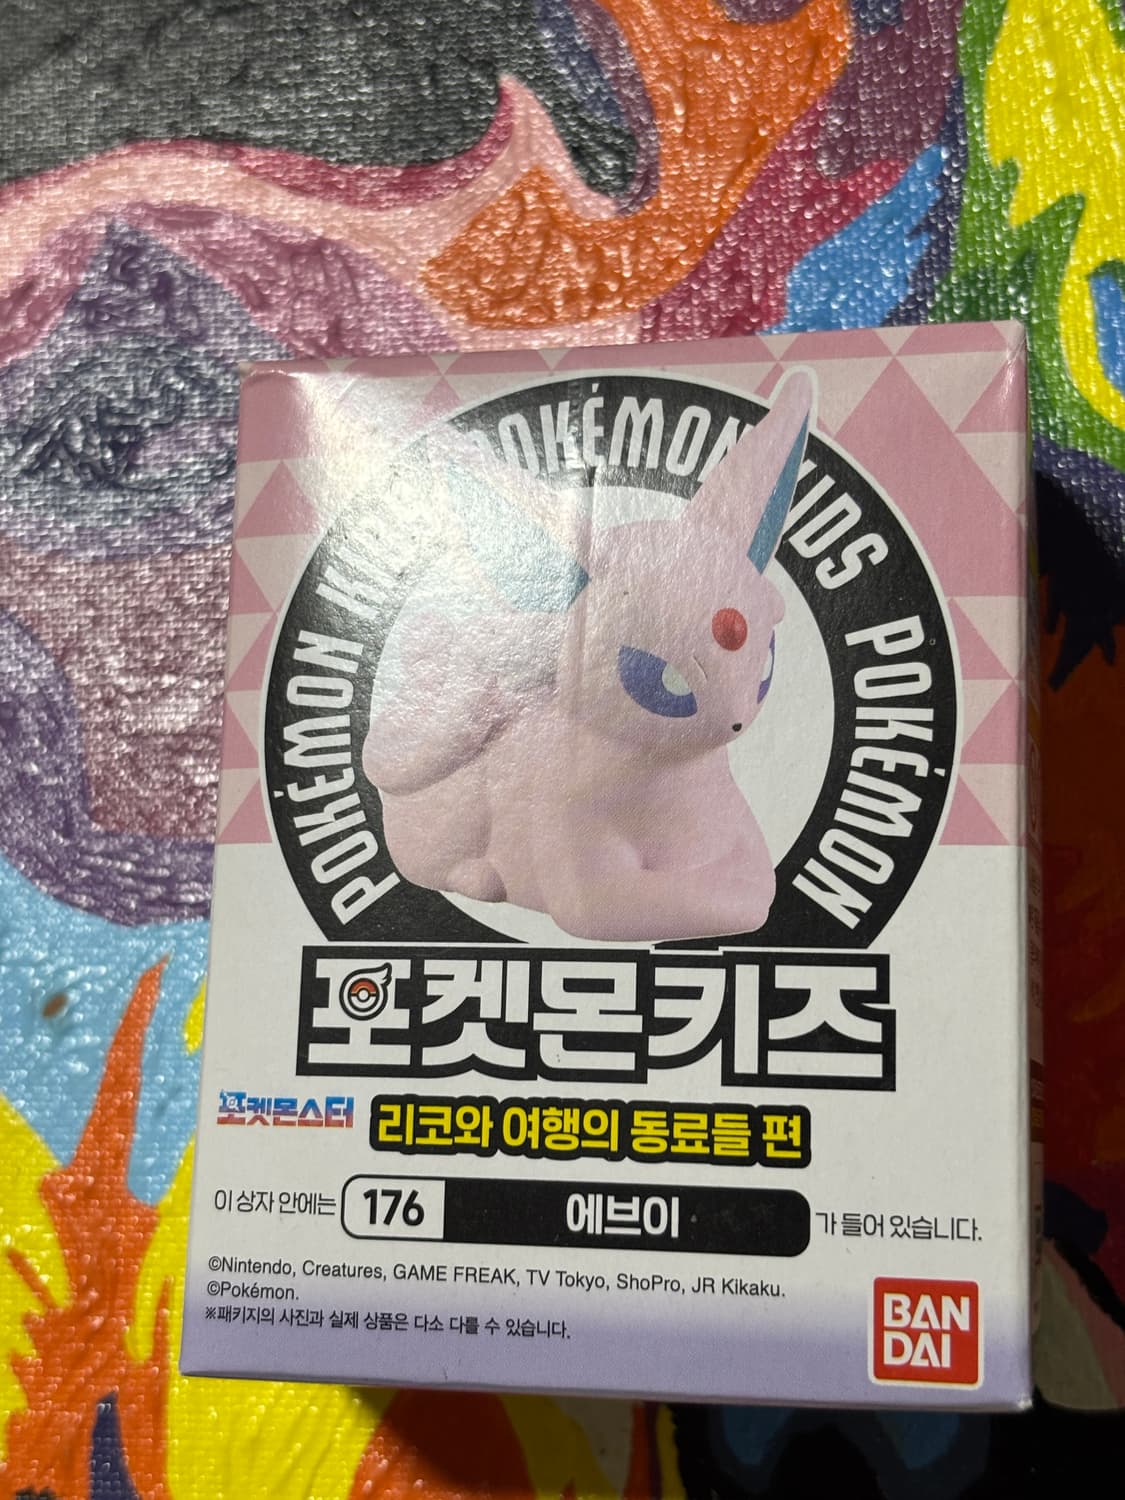 POKÉMON KIDS POKÉMON KIDS POKÉMON
포켓몬키즈
포켓몬스터 리코와 여행의 동료들 편
이 상자 안에는 176 에브이 가 들어 있습니다.
©Nintendo, Creatures, GAME FREAK, TV Tokyo, ShoPro, JR Kikaku.
©Pokémon.
※패키지의 사진과 실제 상품은 다소 다를 수 있습니다.
BAN
DAI